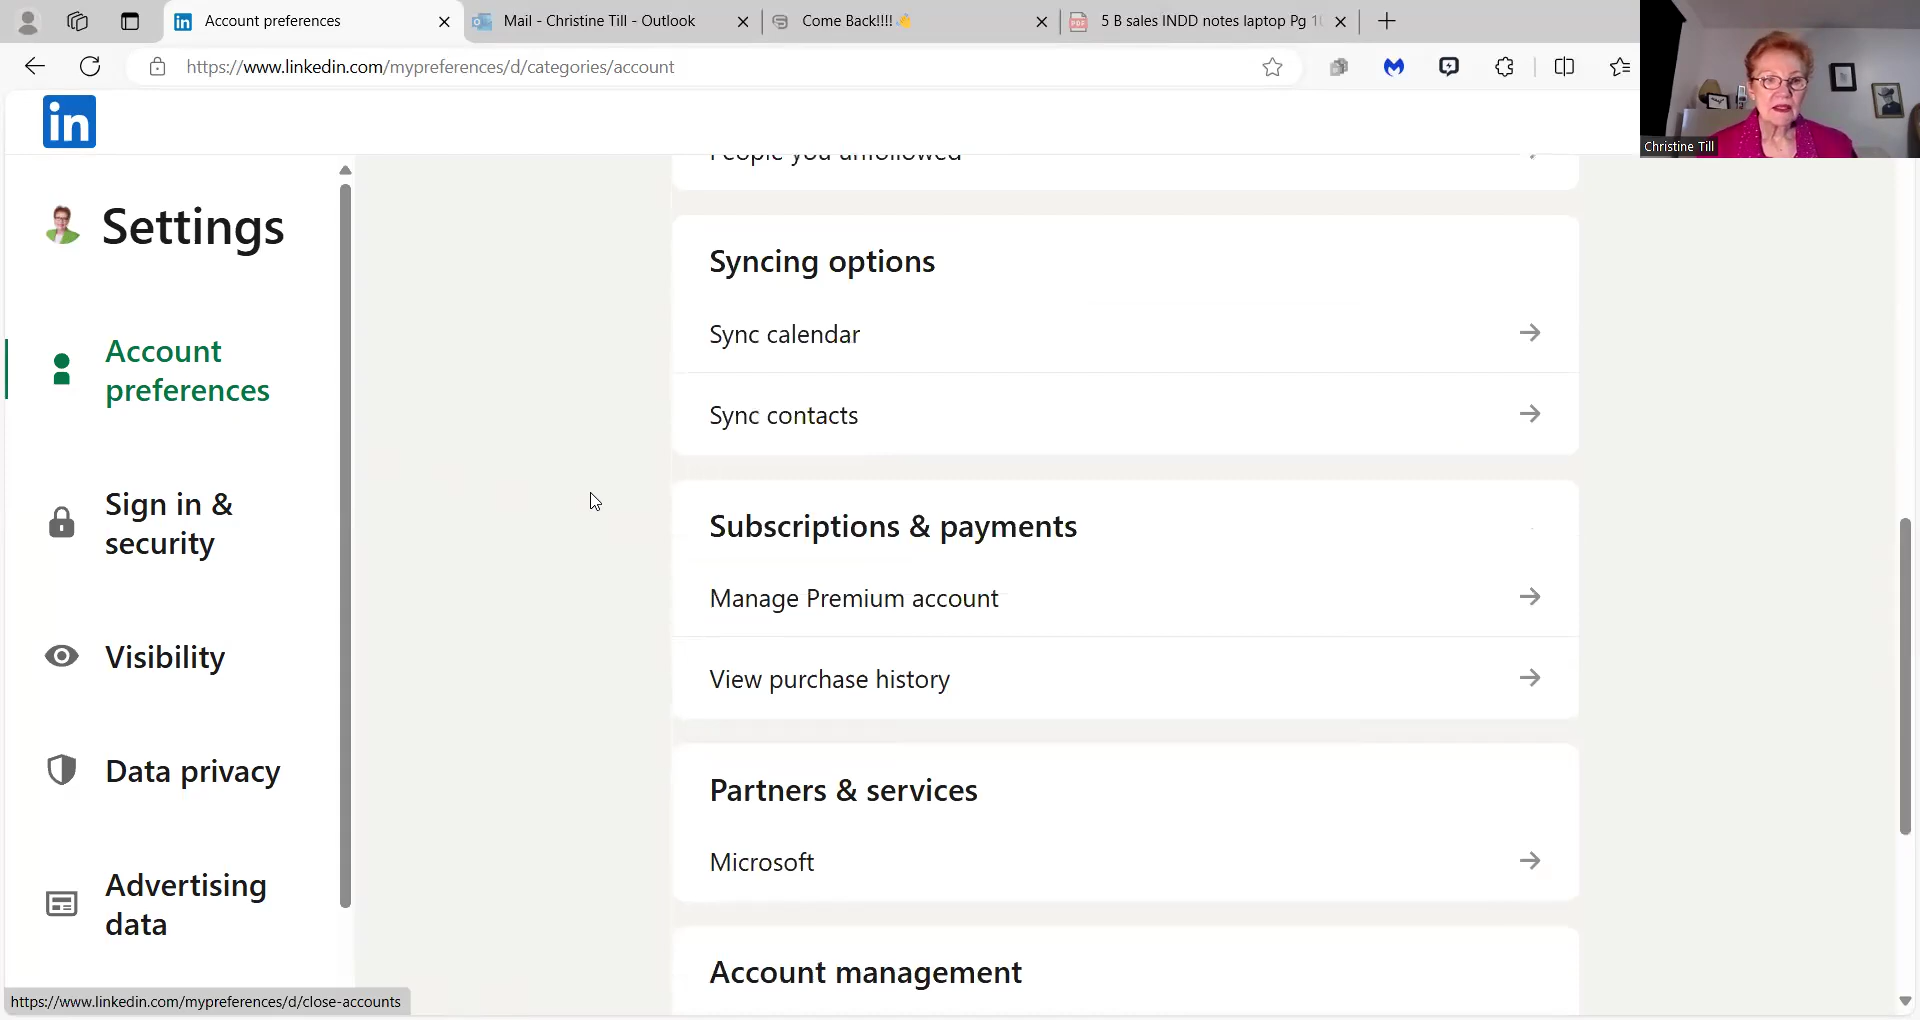 Account preferences
Mail - Christine Till - Outlook
Come Back!!!!👋
5 B sales INDD notes laptop Pg 1
https://www.linkedin.com/mypreferences/d/categories/account
in
Christine Till
People you unfollowed
Settings
Account
preferences
Sign in &
security
Visibility
Data privacy
Advertising
data
Syncing options
Sync calendar
Sync contacts
Subscriptions & payments
Manage Premium account
View purchase history
Partners & services
Microsoft
Account management
https://www.linkedin.com/mypreferences/d/close-accounts